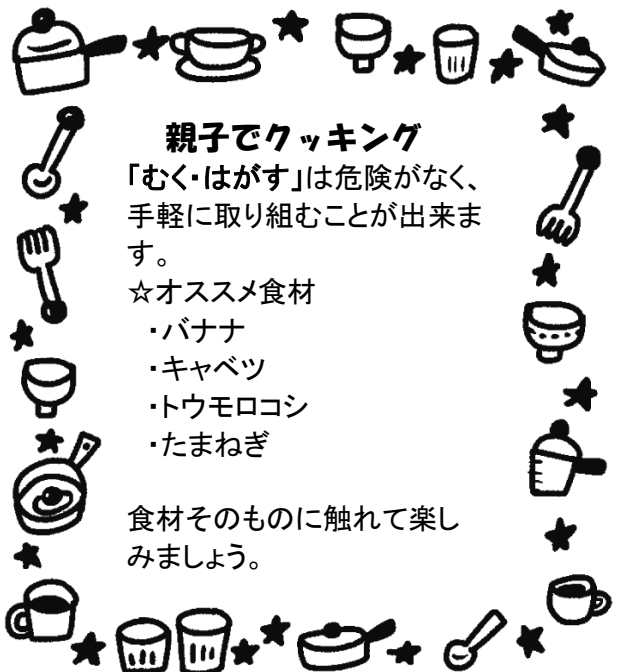 親子でクッキング
「むく・はがす」は危険がなく、
手軽に取り組むことが出来ま
す。
☆オススメ食材
・バナナ
・キャベツ
・トウモロコシ
・たまねぎ
食材そのものに触れて楽し
みましょう。